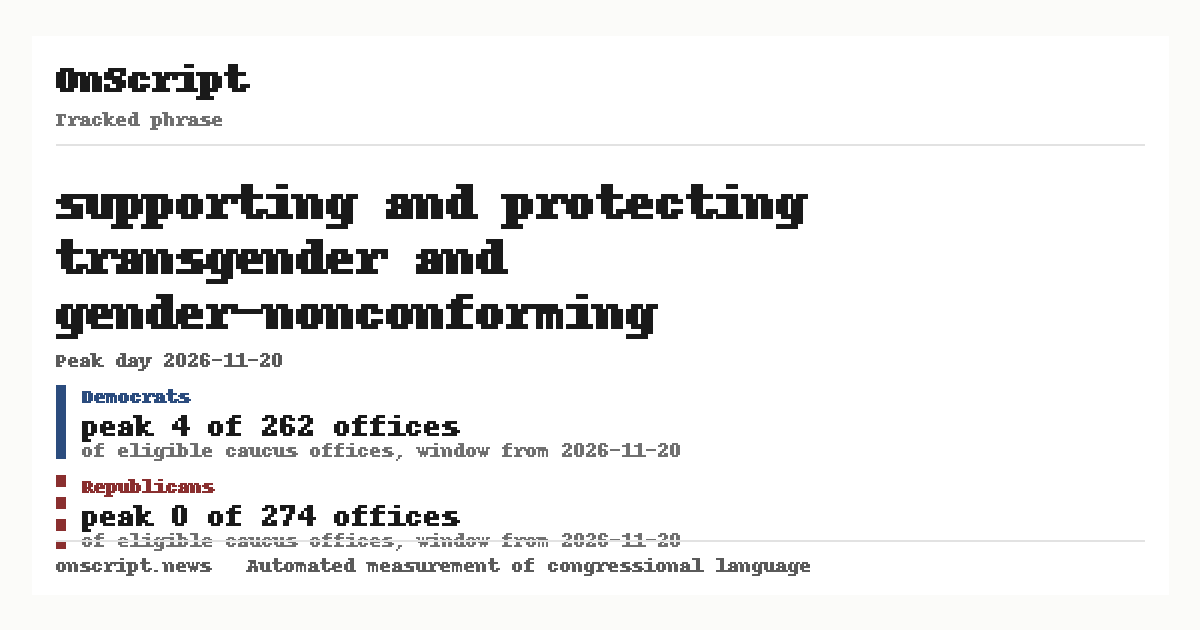 OnScript
Tracked phrase
supporting and protecting
transgender and
gender-nonconforming
Peak day 2026-11-20
Democrats
peak 4 of 262 offices
of eligible caucus offices, window from 2026-11-20
Republicans
peak 0 of 274 offices
of eligible caucus offices, window from 2026-11-20
onscript.news Automated measurement of congressional language